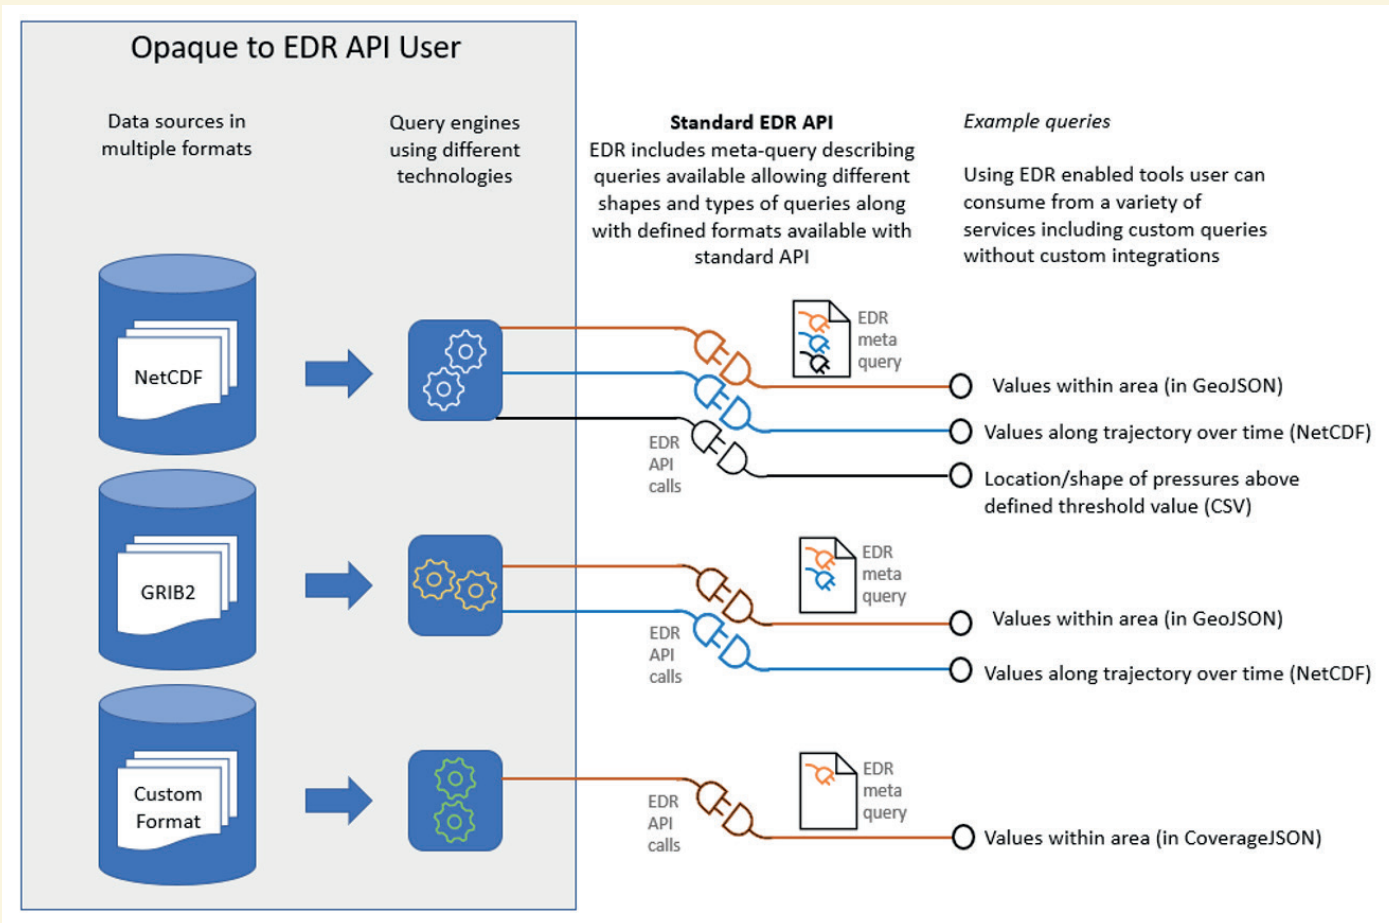 Opaque to EDR API User
Data sources in
multiple formats
Query engines
using different
technologies
Standard EDR API
EDR includes meta-query describing
queries available allowing different
shapes and types of queries along
with defined formats available with
standard API
Example queries
Using EDR enabled tools user can
consume from a variety of
services including custom queries
without custom integrations
NetCDF
EDR
meta
query
EDR
API
calls
Values within area (in GeoJSON)
Values along trajectory over time (NetCDF)
Location/shape of pressures above
defined threshold value (CSV)
GRIB2
EDR
meta
query
EDR
API
calls
Values within area (in GeoJSON)
Values along trajectory over time (NetCDF)
Custom
Format
EDR
meta
query
EDR
API
calls
Values within area (in CoverageJSON)